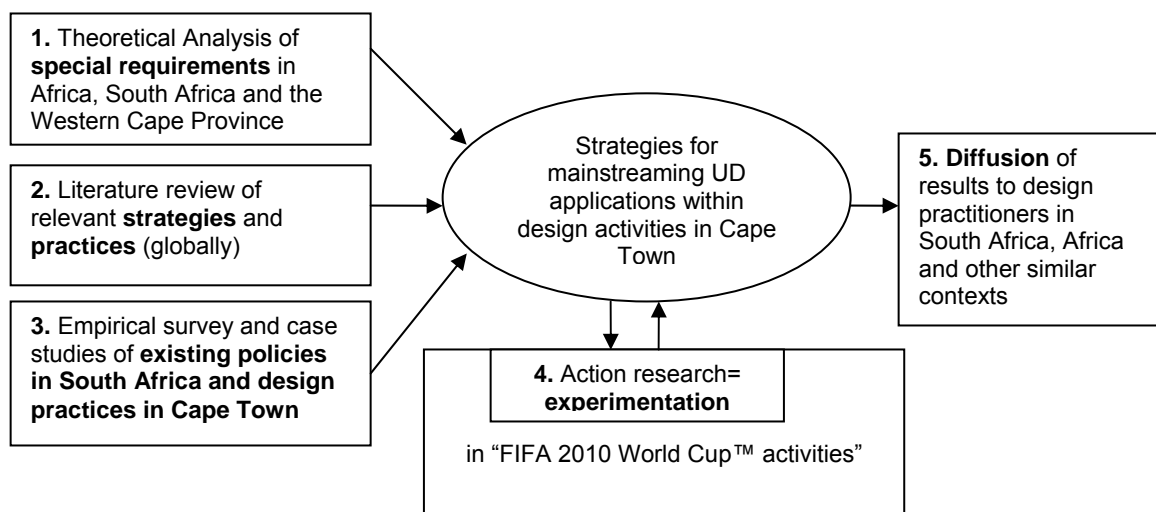 1. Theoretical Analysis of
special requirements in
Africa, South Africa and the
Western Cape Province
2. Literature review of
relevant strategies and
practices (globally)
3. Empirical survey and case
studies of existing policies
in South Africa and design
practices in Cape Town
Strategies for
mainstreaming UD
applications within
design activities in Cape
Town
4. Action research=
experimentation
in “FIFA 2010 World Cup™ activities”
5. Diffusion of
results to design
practitioners in
South Africa, Africa
and other similar
contexts